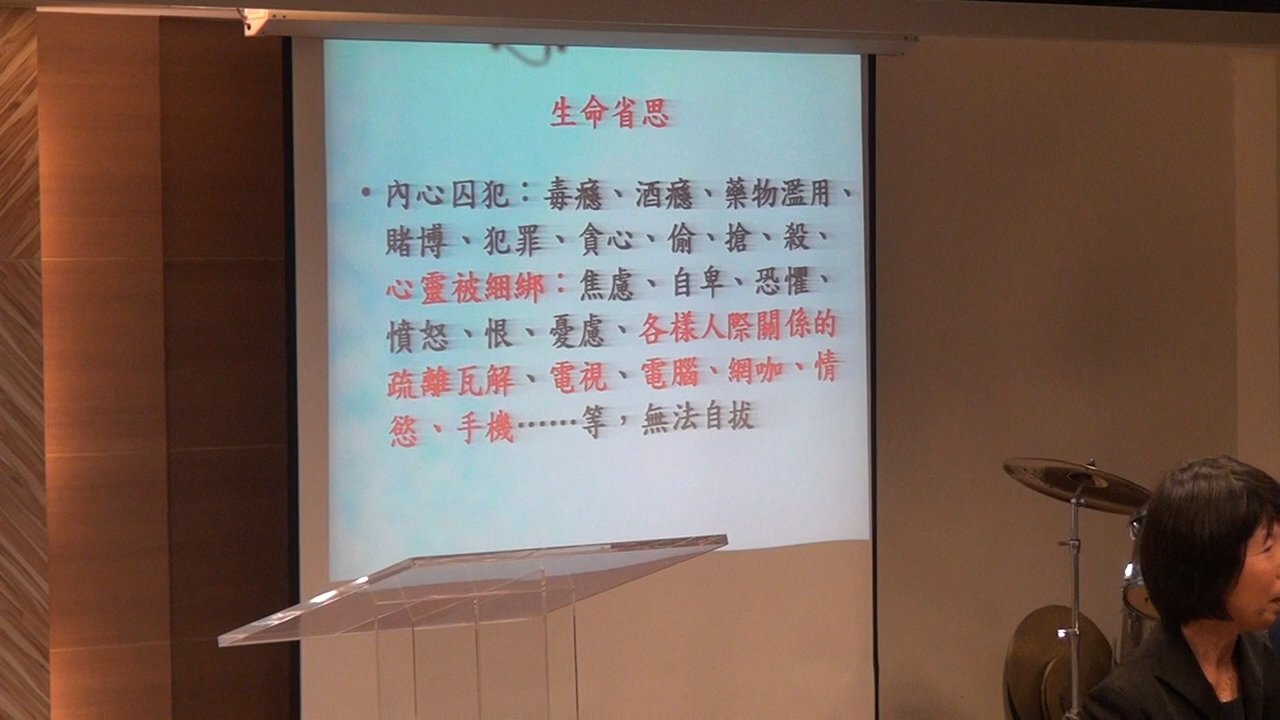 生命省思
•內心囚犯：毒癮、酒癮、藥物濫用、
賭博、犯罪、貪心、偷、搶、殺、
心靈被綑綁：焦慮、自卑、恐懼、
憤怒、恨、憂慮、各樣人際關係的
疏離瓦解、電視、電腦、網咖、情
慾、手機……等，無法自拔